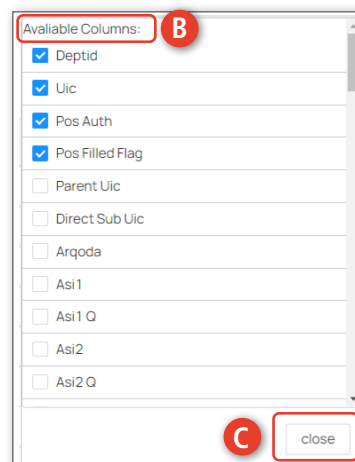 Avaliable Columns:
B
Deptid
Uic
Pos Auth
Pos Filled Flag
Parent Uic
Direct Sub Uic
Arqoda
Asi1
Asi1 Q
Asi2
Asi2 Q
C
close